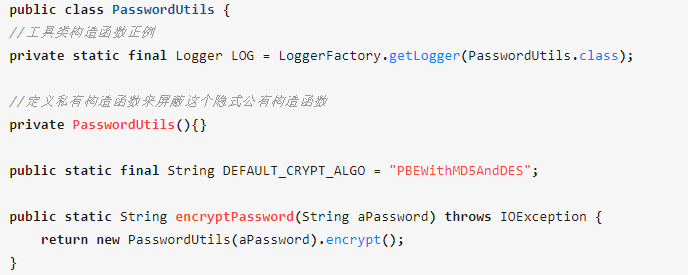 public class PasswordUtils {
//工具类构造函数正例
private static final Logger LOG = LoggerFactory.getLogger(PasswordUtils.class);
//定义私有构造函数来屏蔽这个隐式公有构造函数
private PasswordUtils(){}
public static final String DEFAULT_CRYPT_ALGO = "PBEWithMD5AndDES";
public static String encryptPassword(String aPassword) throws IOException {
    return new PasswordUtils(aPassword).encrypt();
}